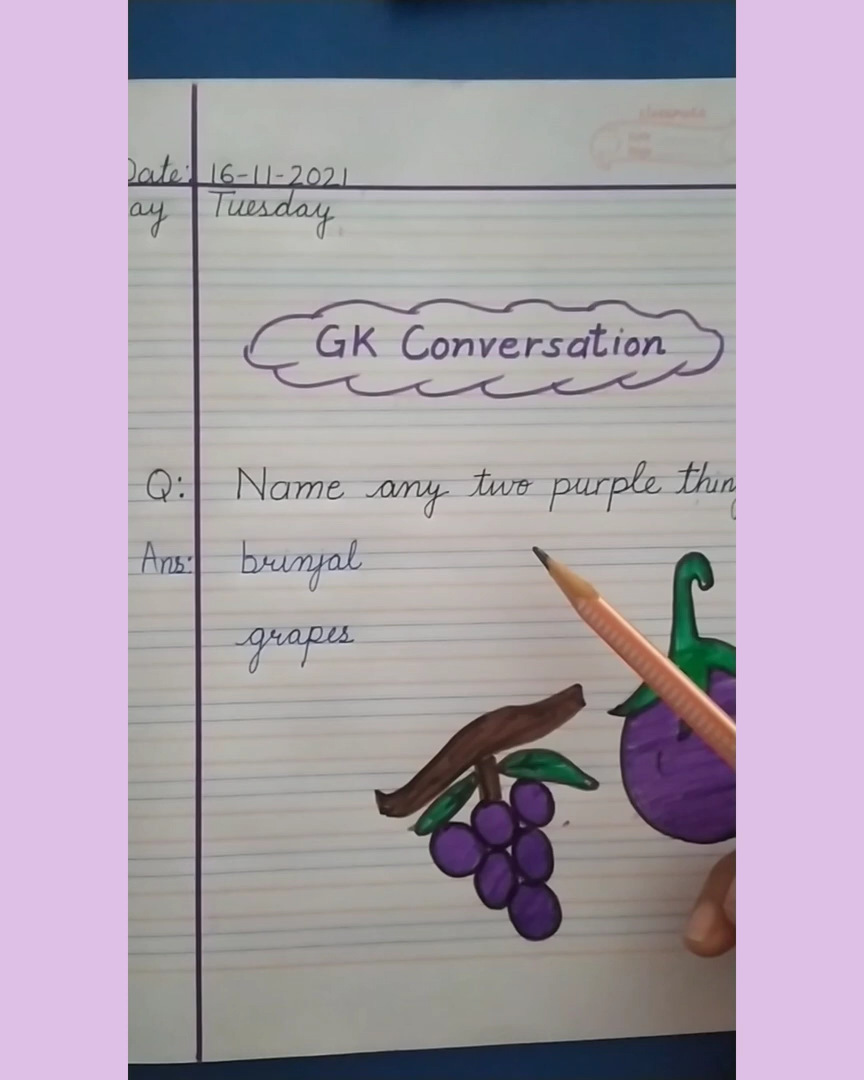 Date: 16-11-2021
ay Tuesday
GK Conversation
Q: Name any two purple thin
Ans: brinjal
grapes